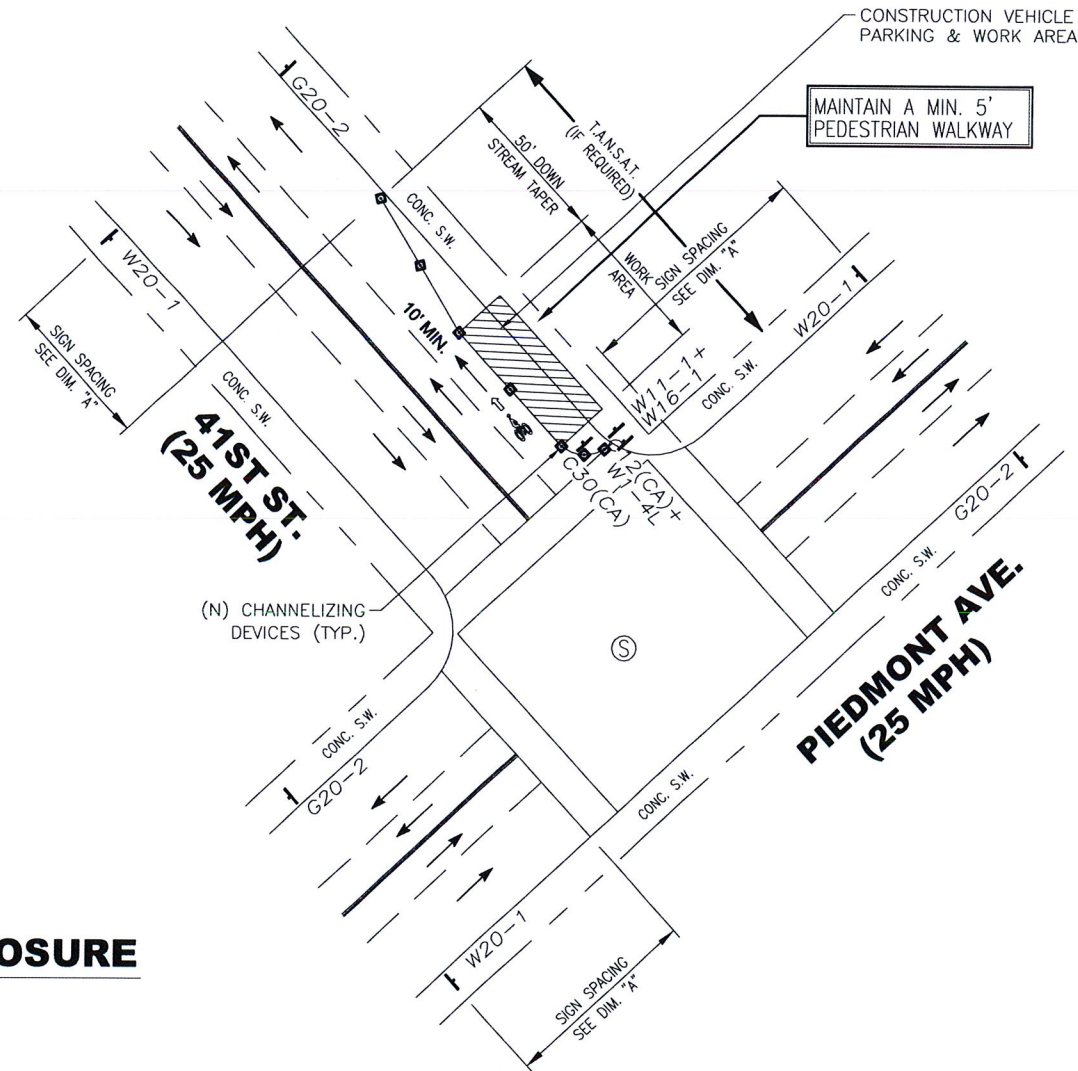 CONSTRUCTION VEHICLE
PARKING & WORK AREA
MAINTAIN A MIN. 5'
PEDESTRIAN WALKWAY
G20-2
T.A.N.S.A.T.
(IF REQUIRED)
50' DOWN
STREAM TAPER
CONC. S.W.
WORK
AREA
SIGN SPACING
SEE DIM. "A"
W20-1
W20-1
SIGN SPACING
SEE DIM. "A"
CONC. S.W.
10' MIN.
W11-1+
W16-1
CONC. S.W.
41ST ST.
(25 MPH)
C30(CA)
W1-4L
2(CA)+
G20-2
CONC. S.W.
(N) CHANNELIZING
DEVICES (TYP.)
S
PIEDMONT AVE.
(25 MPH)
CONC. S.W.
G20-2
CONC. S.W.
OSURE
W20-1
SIGN SPACING
SEE DIM. "A"